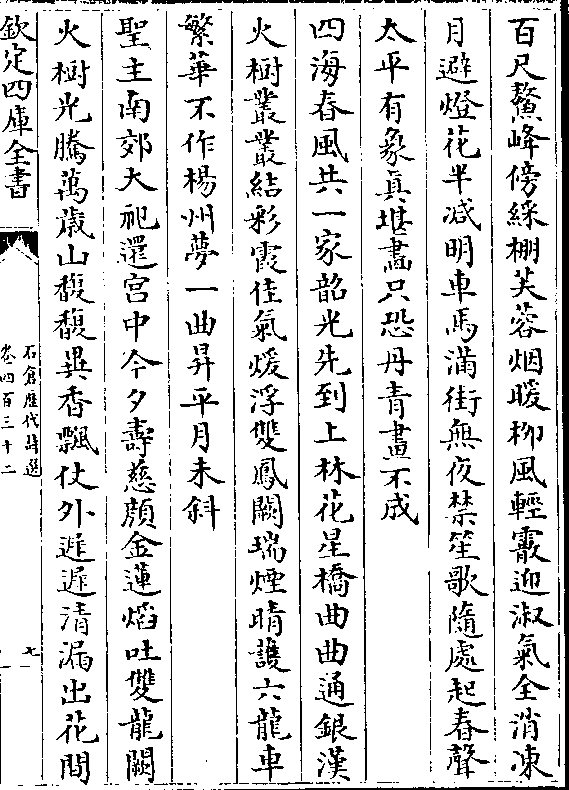 百尺鰲峰傍綵棚芙蓉烟暖柳風輕霰迎淑氣全消凍
月避燈花半減明車馬滿街無夜禁笙歌隨處起春聲
太平有象真堪畵只恐丹青畫不成
四海春風共一家韶光先到上林花星橋曲曲通銀漢
火樹叢叢結彩霞佳氣煖浮雙鳳闕瑞煙晴護六龍車
繁華不作楊州夢一曲昇平月未斜
聖主南郊大祀還宫中今夕壽慈顔金蓮焰吐雙龍闕
火樹光騰萬歲山馥馥異香飄仗外遲遲清漏出花間
欽定四庫全書
石倉歷代詩選
卷四百三十二
七